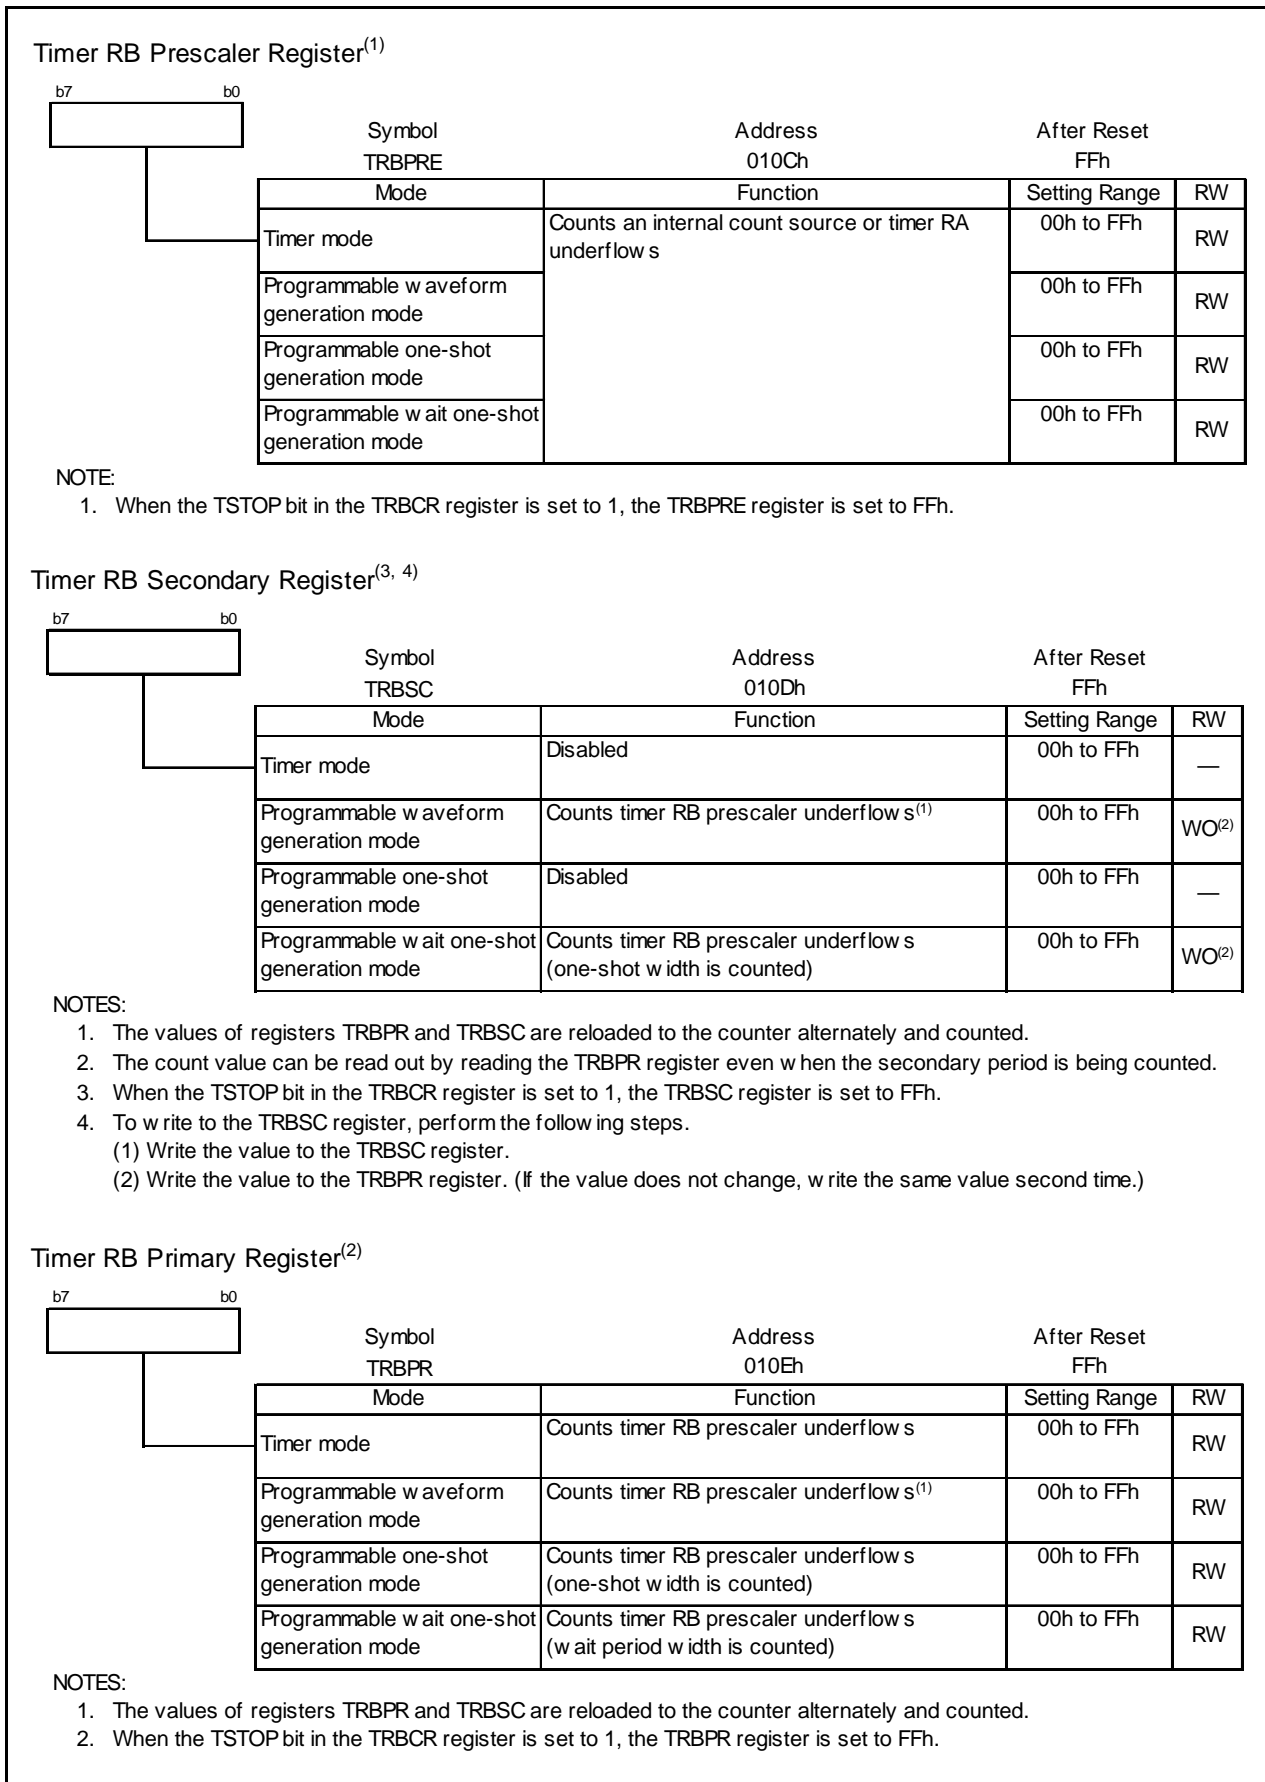 Timer RB Prescaler Register(1)
b7 b0
Symbol Address After Reset
TRBPRE 010Ch FFh
Mode Function Setting Range RW
Timer mode Counts an internal count source or timer RA underflows 00h to FFh RW
Programmable waveform generation mode 00h to FFh RW
Programmable one-shot generation mode 00h to FFh RW
Programmable wait one-shot generation mode 00h to FFh RW
NOTE:
1. When the TSTOP bit in the TRBCR register is set to 1, the TRBPRE register is set to FFh.
Timer RB Secondary Register(3, 4)
b7 b0
Symbol Address After Reset
TRBSC 010Dh FFh
Mode Function Setting Range RW
Timer mode Disabled 00h to FFh —
Programmable waveform generation mode Counts timer RB prescaler underflows(1) 00h to FFh WO(2)
Programmable one-shot generation mode Disabled 00h to FFh —
Programmable wait one-shot generation mode Counts timer RB prescaler underflows (one-shot width is counted) 00h to FFh WO(2)
NOTES:
1. The values of registers TRBPR and TRBSC are reloaded to the counter alternately and counted.
2. The count value can be read out by reading the TRBPR register even when the secondary period is being counted.
3. When the TSTOP bit in the TRBCR register is set to 1, the TRBSC register is set to FFh.
4. To write to the TRBSC register, perform the following steps.
(1) Write the value to the TRBSC register.
(2) Write the value to the TRBPR register. (If the value does not change, write the same value second time.)
Timer RB Primary Register(2)
b7 b0
Symbol Address After Reset
TRBPR 010Eh FFh
Mode Function Setting Range RW
Timer mode Counts timer RB prescaler underflows 00h to FFh RW
Programmable waveform generation mode Counts timer RB prescaler underflows(1) 00h to FFh RW
Programmable one-shot generation mode Counts timer RB prescaler underflows (one-shot width is counted) 00h to FFh RW
Programmable wait one-shot generation mode Counts timer RB prescaler underflows (wait period width is counted) 00h to FFh RW
NOTES:
1. The values of registers TRBPR and TRBSC are reloaded to the counter alternately and counted.
2. When the TSTOP bit in the TRBCR register is set to 1, the TRBPR register is set to FFh.